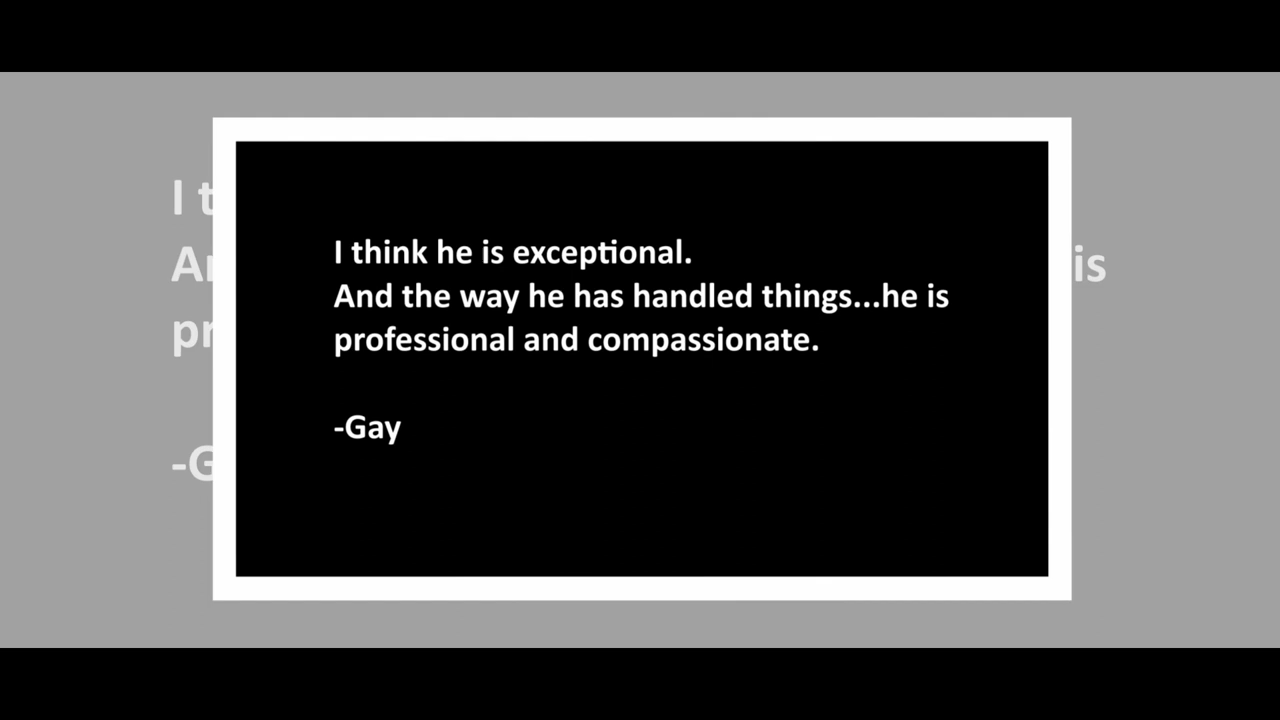 I think he is exceptional.
And the way he has handled things...he is
professional and compassionate.
-Gay